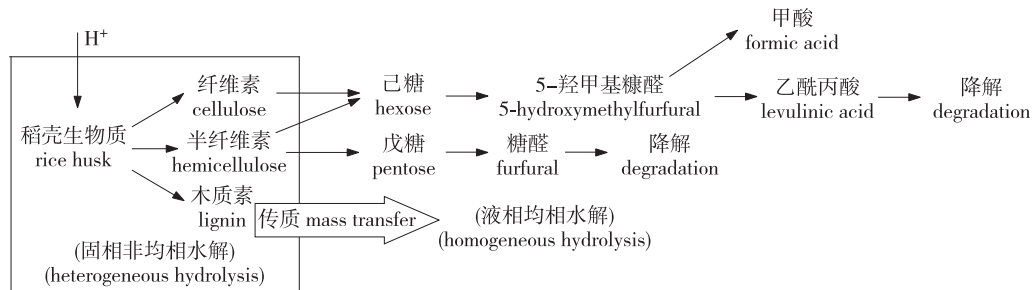 H⁺
稻壳生物质
rice husk
纤维素
cellulose
半纤维素
hemicellulose
木质素
lignin
(固相非均相水解)
(heterogeneous hydrolysis)
传质 mass transfer
己糖
hexose
戊糖
pentose
5-羟甲基糠醛
5-hydroxymethylfurfural
糖醛
furfural
降解
degradation
(液相均相水解)
(homogeneous hydrolysis)
甲酸
formic acid
乙酰丙酸
levulinic acid
降解
degradation